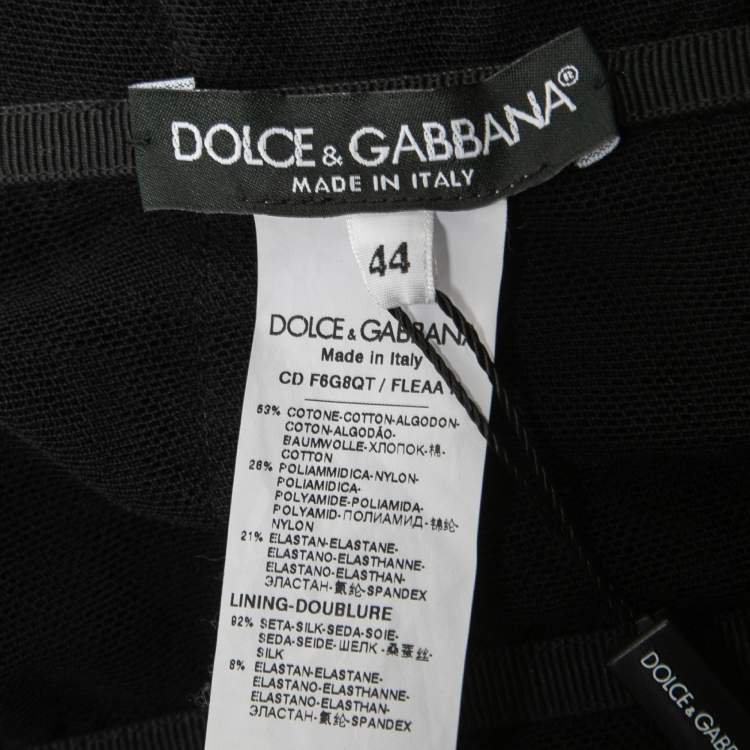 DOLCE & GABBANA®
MADE IN ITALY
44
DOLCE & GABBANA
Made in Italy
CD F6G8QT / FLEAA
53% COTONE-COTTON-ALGODON-
COTON-ALGODÃO-
BAUMWOLLE-ХЛОПОК-棉-
COTTON
26% POLIAMMIDICA-NYLON-
POLIAMIDICA-
POLYAMIDE-POLIAMIDA-
POLYAMID-ПОЛИАМИД-锦纶-
NYLON
21% ELASTAN-ELASTANE-
ELASTANO-ELASTHANNE-
ELASTANO-ELASTHAN-
ЭЛАСТАН-氨纶-SPANDEX
LINING-DOUBLURE
92% SETA-SILK-SEDA-SOIE-
SEDA-SEIDE-ШЕЛК-桑蚕丝-
SILK
8% ELASTAN-ELASTANE-
ELASTANO-ELASTHANNE-
ELASTANO-ELASTHAN-
ЭЛАСТАН-氨纶-SPANDEX
DOLCE & GABB